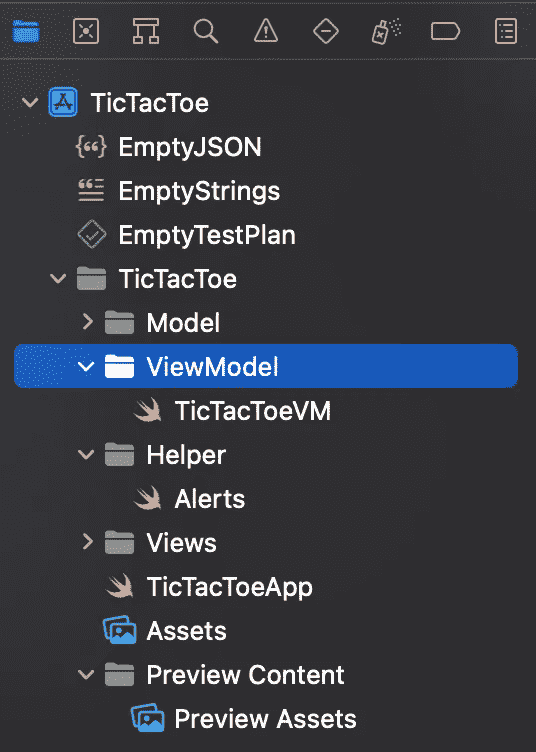 TicTacToe
EmptyJSON
EmptyStrings
EmptyTestPlan
TicTacToe
Model
ViewModel
TicTacToeVM
Helper
Alerts
Views
TicTacToeApp
Assets
Preview Content
Preview Assets